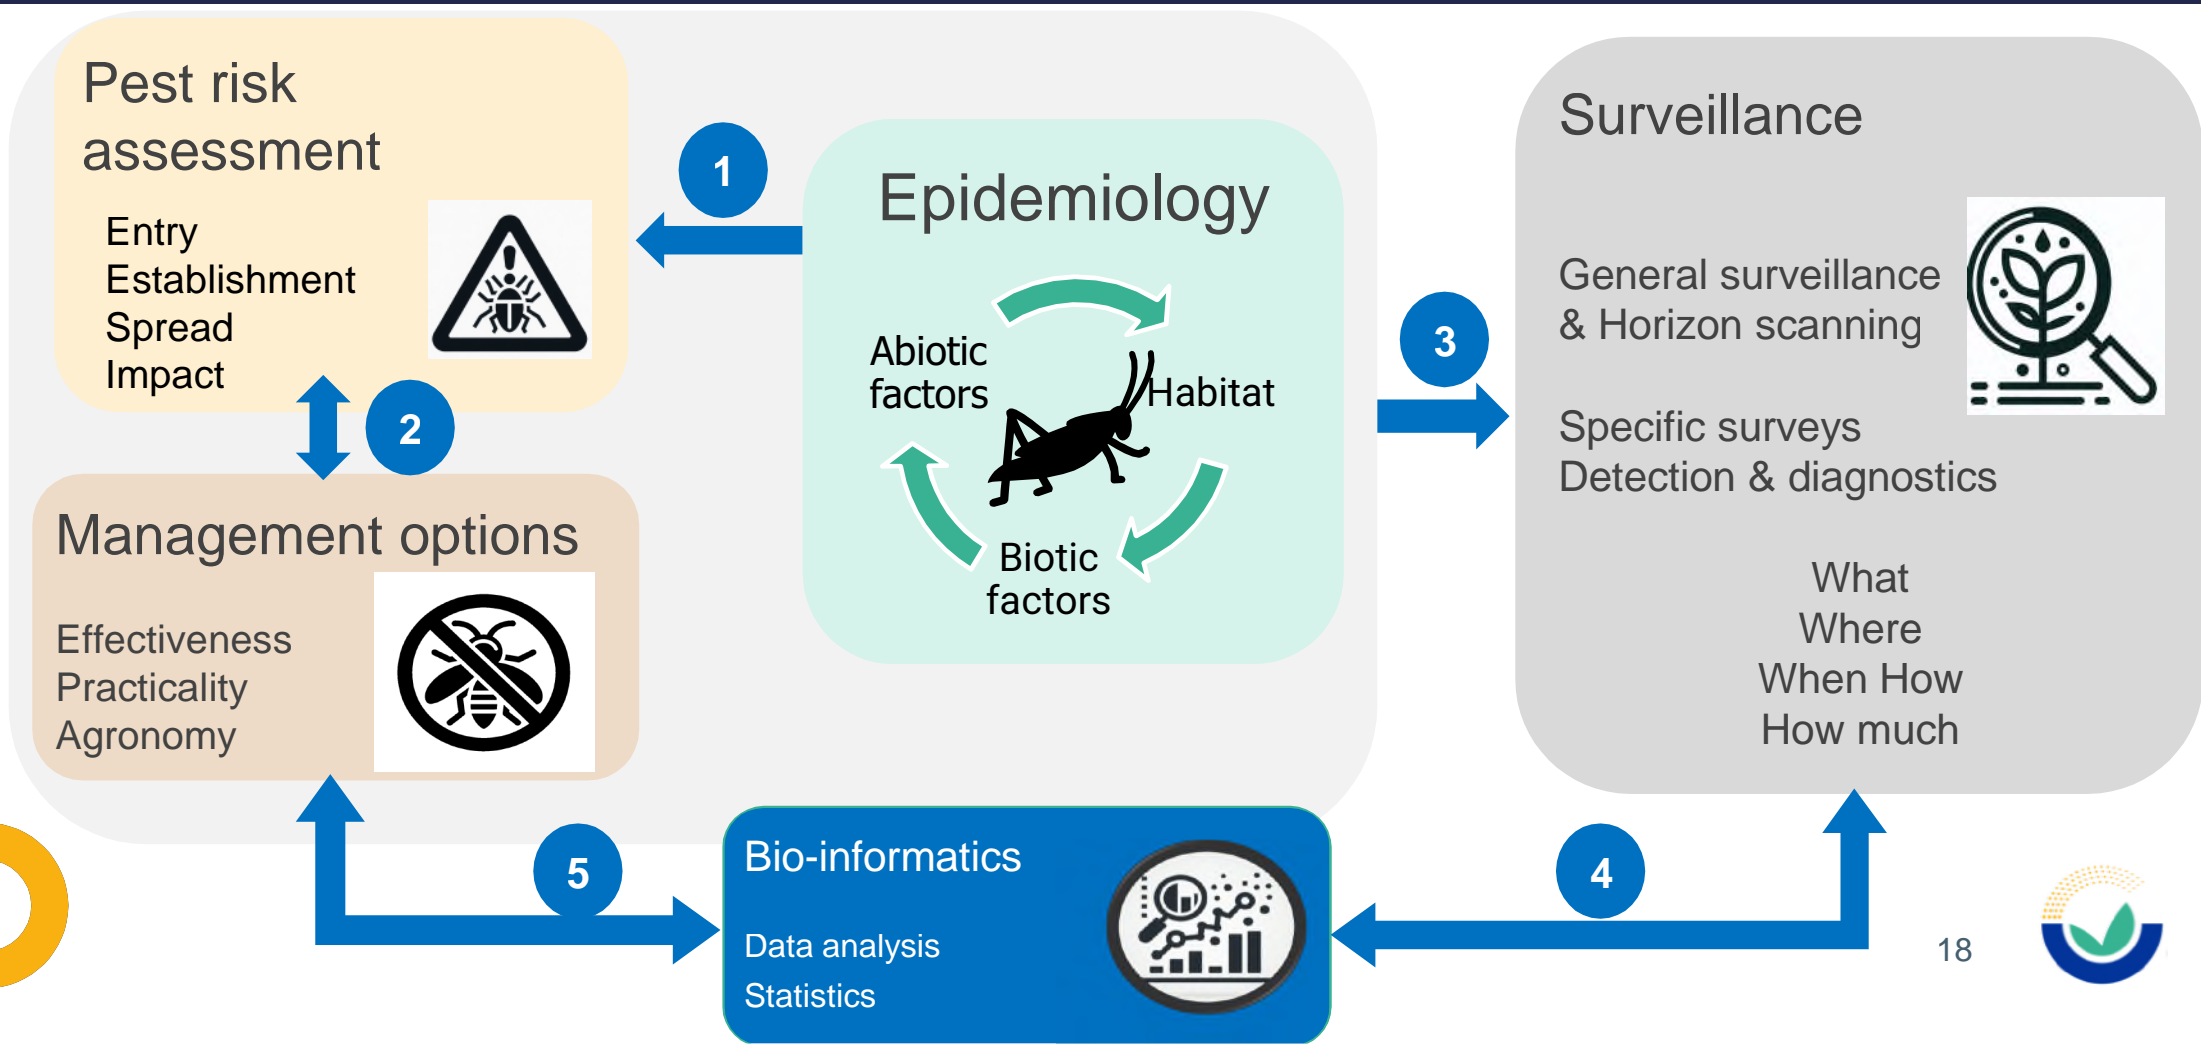 Pest risk
assessment
Entry
Establishment
Spread
Impact
1
2
Management options
Effectiveness
Practicality
Agronomy
Epidemiology
Abiotic
factors
Habitat
Biotic
factors
3
Surveillance
General surveillance
& Horizon scanning
Specific surveys
Detection & diagnostics
What
Where
When How
How much
5
Bio-informatics
Data analysis
Statistics
4
18